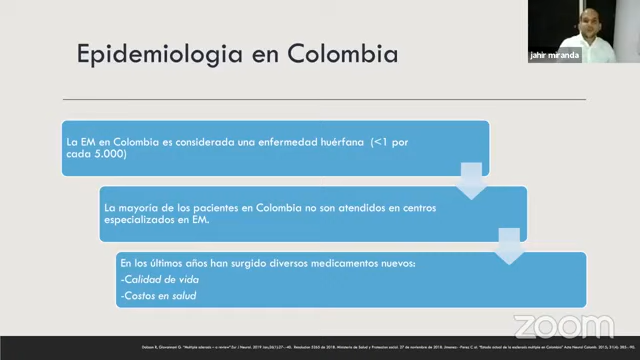 Epidemiologia en Colombia
jahir miranda
La EM en Colombia es considerada una enfermedad huérfana (<1 por
cada 5.000)
La mayoría de los pacientes en Colombia no son atendidos en centros
especializados en EM.
En los últimos años han surgido diversos medicamentos nuevos:
-Calidad de vida
-Costos en salud
zoom